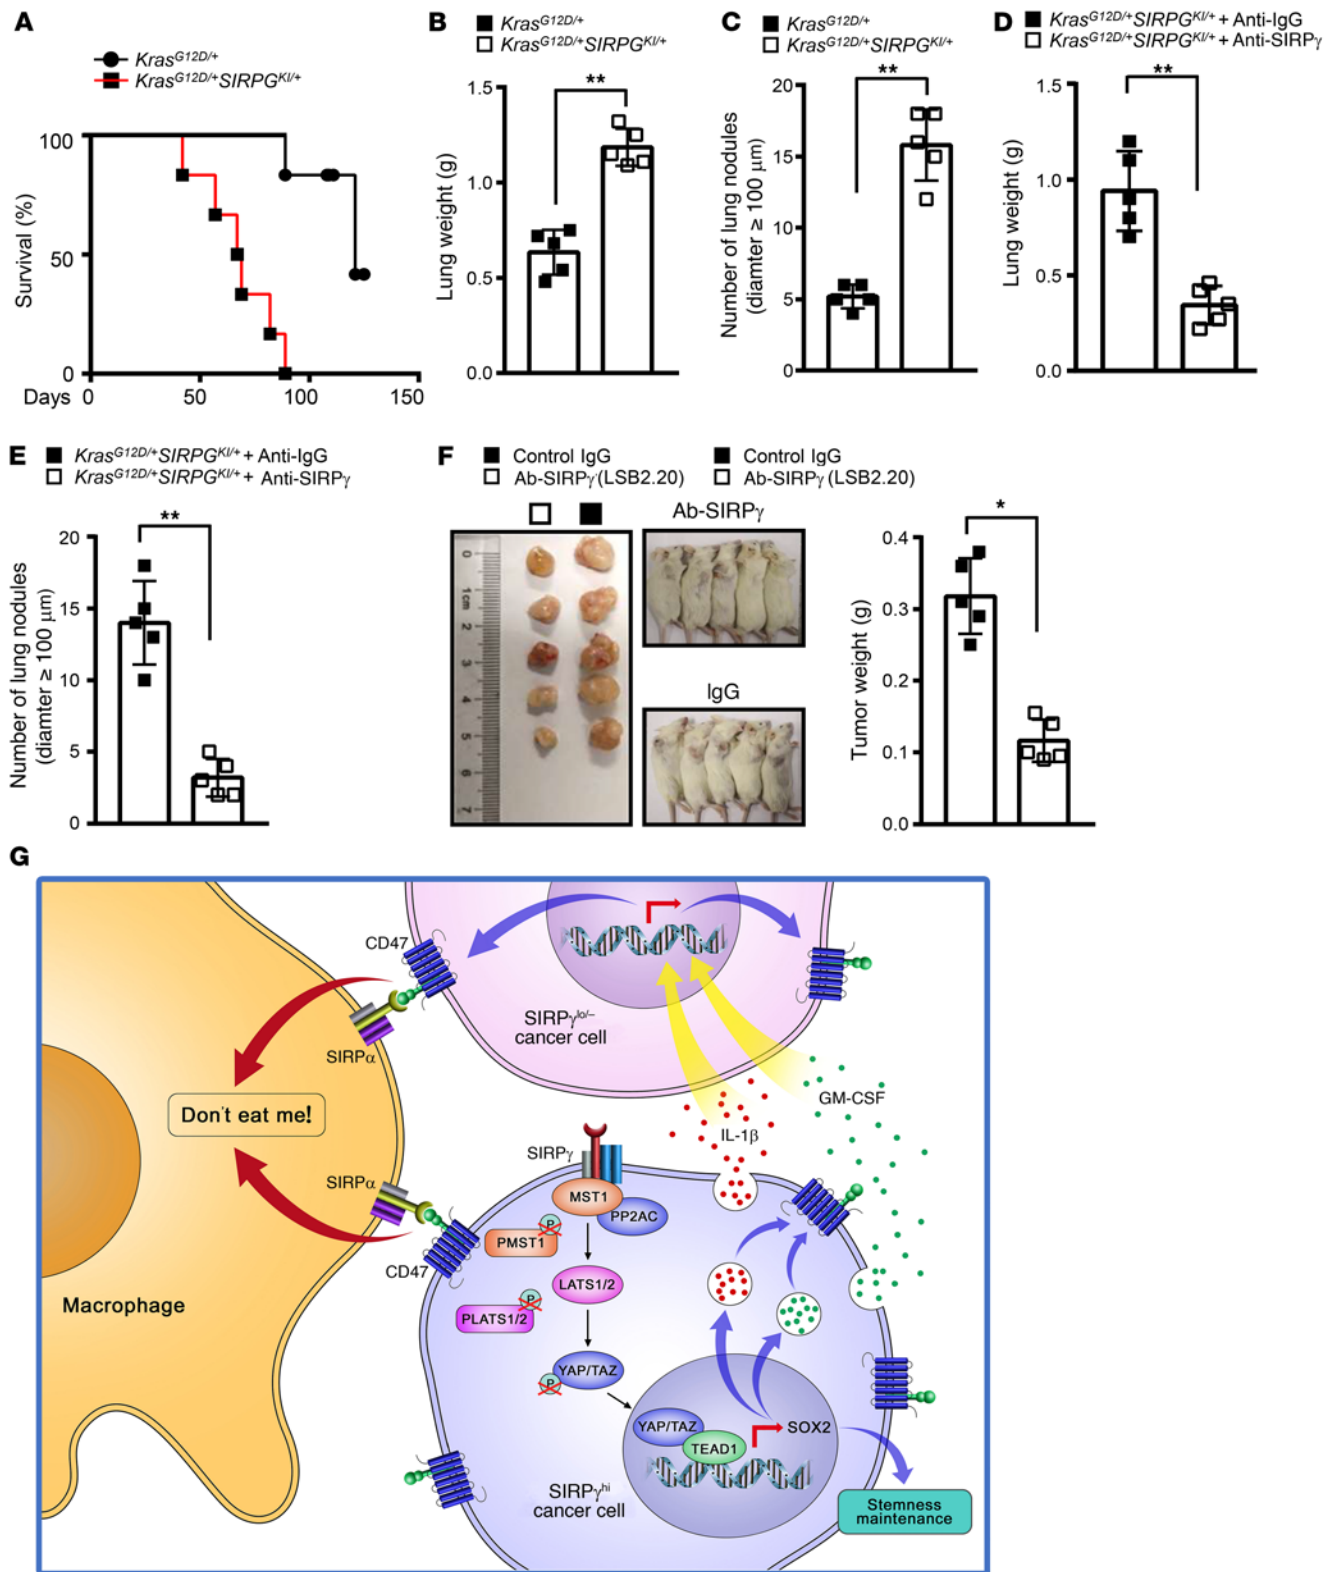 A
Kras^G12D/+
Kras^G12D/+SIRPG^KI/+
Survival (%)
100
50
0
Days
0
50
100
150
B
Kras^G12D/+
Kras^G12D/+SIRPG^KI/+
**
Lung weight (g)
1.5
1.0
0.5
0.0
C
Kras^G12D/+
Kras^G12D/+SIRPG^KI/+
**
Number of lung nodules
(diamter ≥ 100 μm)
20
15
10
5
0
D
Kras^G12D/+SIRPG^KI/+ + Anti-IgG
Kras^G12D/+SIRPG^KI/+ + Anti-SIRPγ
**
Lung weight (g)
1.5
1.0
0.5
0.0
E
Kras^G12D/+SIRPG^KI/+ + Anti-IgG
Kras^G12D/+SIRPG^KI/+ + Anti-SIRPγ
**
Number of lung nodules
(diamter ≥ 100 μm)
20
15
10
5
0
F
Control IgG
Ab-SIRPγ (LSB2.20)
Control IgG
Ab-SIRPγ (LSB2.20)
0
1cm
2
3
4
5
6
7
Ab-SIRPγ
IgG
*
Tumor weight (g)
0.4
0.3
0.2
0.1
0.0
G
CD47
SIRPα
SIRPγ^lo/–
cancer cell
Don't eat me!
GM-CSF
IL-1β
SIRPγ
SIRPα
MST1
PP2AC
P
PMST1
CD47
LATS1/2
P
PLATS1/2
Macrophage
YAP/TAZ
P
YAP/TAZ
SOX2
TEAD1
SIRPγ^hi
cancer cell
Stemness
maintenance